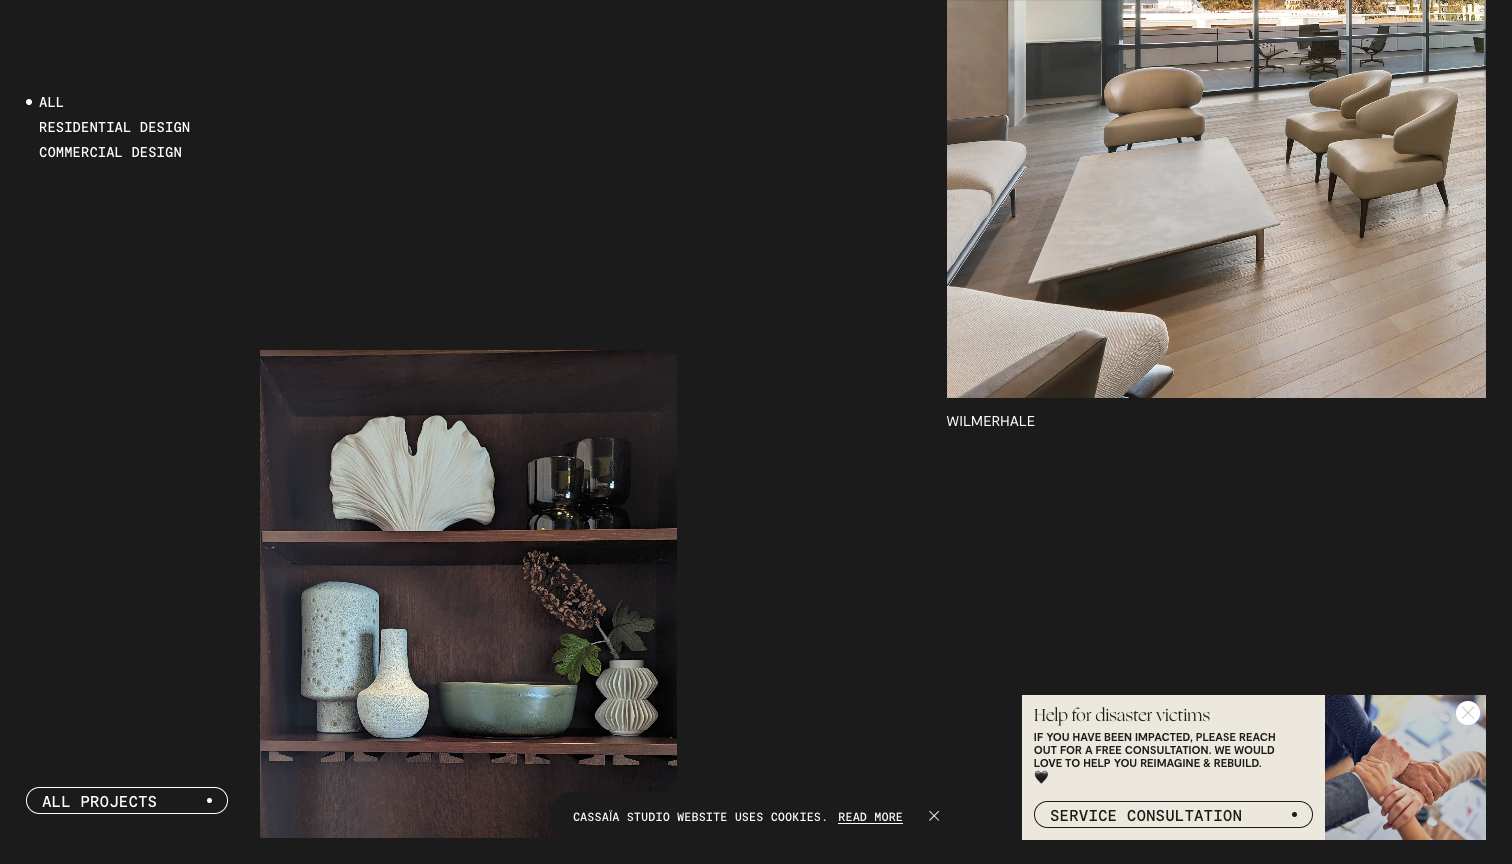 ALL
RESIDENTIAL DESIGN
COMMERCIAL DESIGN
WILMERHALE
Help for disaster victims
IF YOU HAVE BEEN IMPACTED, PLEASE REACH
OUT FOR A FREE CONSULTATION. WE WOULD
LOVE TO HELP YOU REIMAGINE & REBUILD.
🖤
SERVICE CONSULTATION
ALL PROJECTS
CASSAÏA STUDIO WEBSITE USES COOKIES. READ MORE